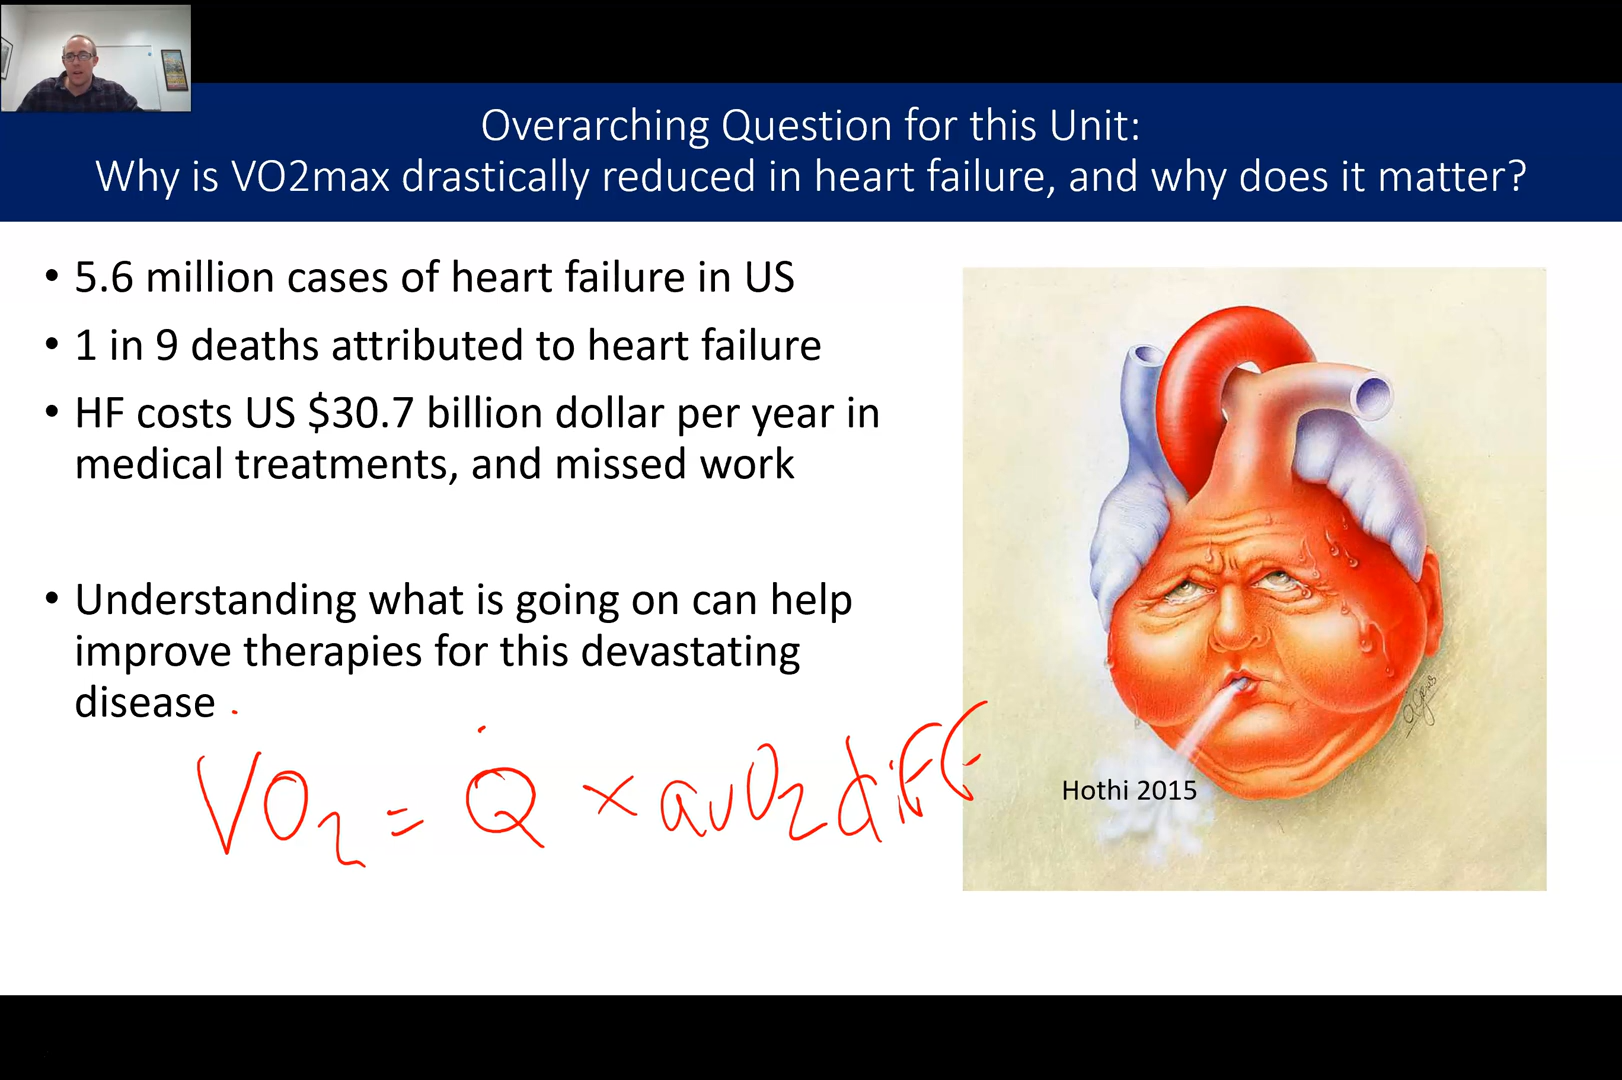 Overarching Question for this Unit:
Why is VO2max drastically reduced in heart failure, and why does it matter?
• 5.6 million cases of heart failure in US
• 1 in 9 deaths attributed to heart failure
• HF costs US $30.7 billion dollar per year in
medical treatments, and missed work
• Understanding what is going on can help
improve therapies for this devastating
disease
V̇O₂ = Q̇ × avO₂ diff
Hothi 2015